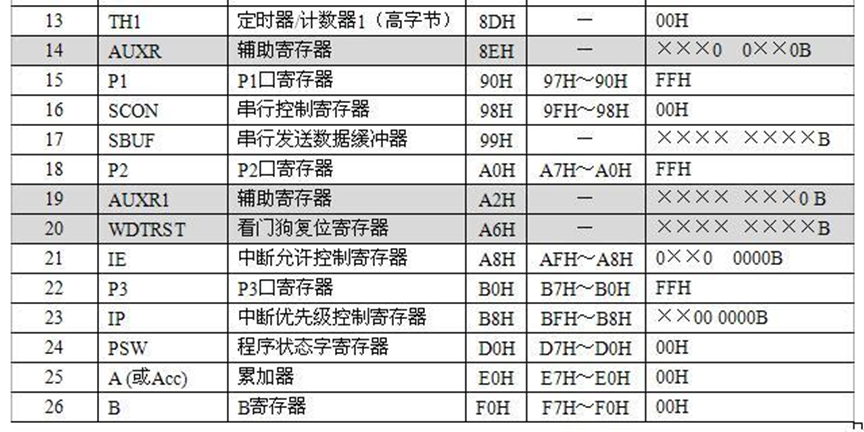 13 TH1 定时器/计数器1（高字节） 8DH — 00H
14 AUXR 辅助寄存器 8EH — ×××0 0××0B
15 P1 P1口寄存器 90H 97H～90H FFH
16 SCON 串行控制寄存器 98H 9FH～98H 00H
17 SBUF 串行发送数据缓冲器 99H — ×××× ××××B
18 P2 P2口寄存器 A0H A7H～A0H FFH
19 AUXR1 辅助寄存器 A2H — ×××× ×××0 B
20 WDTRST 看门狗复位寄存器 A6H — ×××× ××××B
21 IE 中断允许控制寄存器 A8H AFH～A8H 0××0 0000B
22 P3 P3口寄存器 B0H B7H～B0H FFH
23 IP 中断优先级控制寄存器 B8H BFH～B8H ××00 0000B
24 PSW 程序状态字寄存器 D0H D7H～D0H 00H
25 A (或Acc) 累加器 E0H E7H～E0H 00H
26 B B寄存器 F0H F7H～F0H 00H